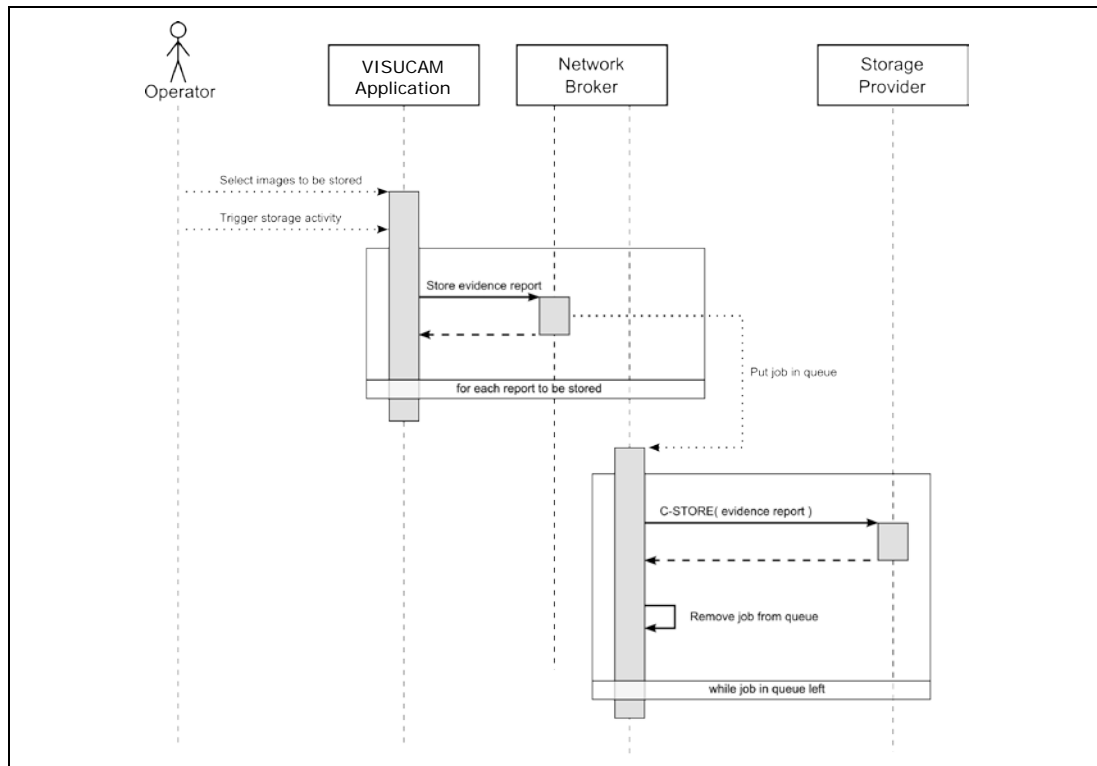 Operator
VISUCAM
Application
Network
Broker
Storage
Provider
Select images to be stored
Trigger storage activity
Store evidence report
Put job in queue
for each report to be stored
C-STORE( evidence report )
Remove job from queue
while job in queue left